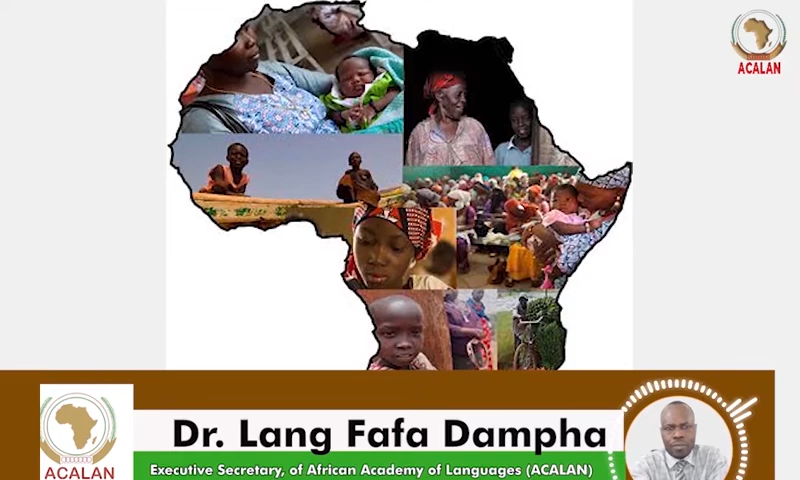 ACALAN
Dr. Lang Fafa Dampha
Executive Secretary, of African Academy of Languages (ACALAN)
ACALAN